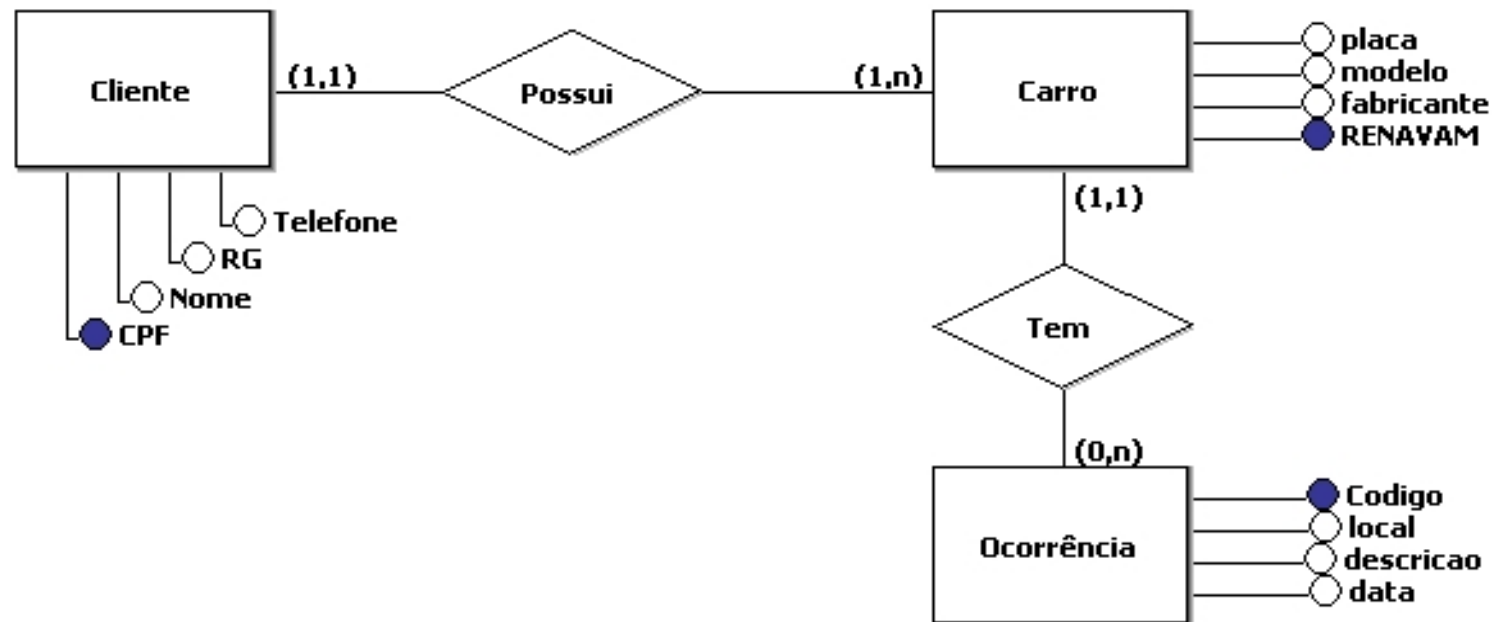 Cliente
(1,1)
Possui
(1,n)
Carro
placa
modelo
fabricante
RENAVAM
Telefone
RG
Nome
CPF
(1,1)
Tem
(0,n)
Ocorrência
Codigo
local
descricao
data